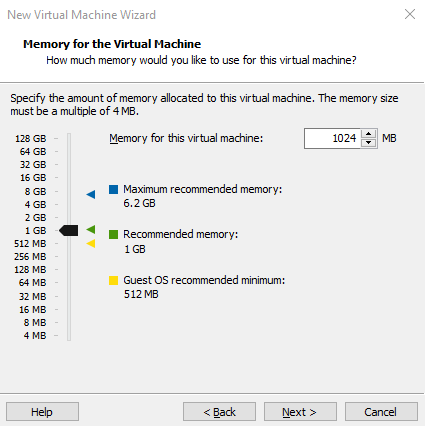 New Virtual Machine Wizard
Memory for the Virtual Machine
How much memory would you like to use for this virtual machine?
Specify the amount of memory allocated to this virtual machine. The memory size
must be a multiple of 4 MB.
128 GB
64 GB
32 GB
16 GB
8 GB
4 GB
2 GB
1 GB
512 MB
256 MB
128 MB
64 MB
32 MB
16 MB
8 MB
4 MB
Memory for this virtual machine: 1024 MB
Maximum recommended memory:
6.2 GB
Recommended memory:
1 GB
Guest OS recommended minimum:
512 MB
Help
< Back
Next >
Cancel